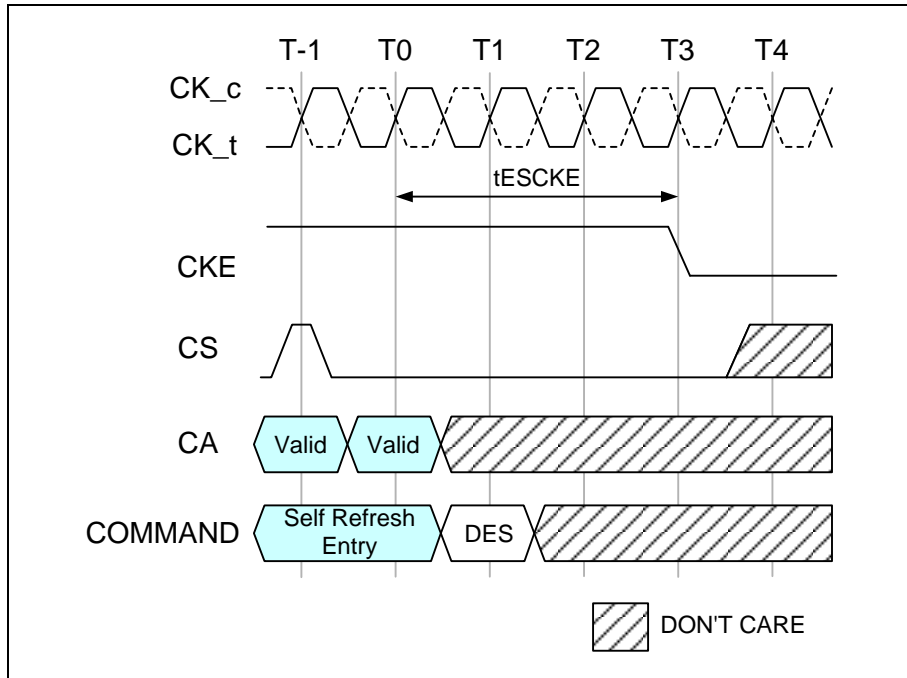 T-1 T0 T1 T2 T3 T4
CK_c
CK_t
tESCKE
CKE
CS
CA Valid Valid
COMMAND Self Refresh
Entry DES
DON'T CARE